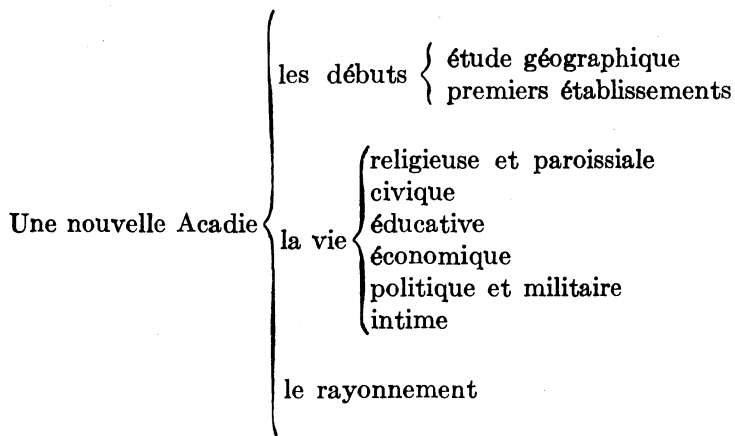 les débuts
étude géographique
premiers établissements
Une nouvelle Acadie
la vie
religieuse et paroissiale
civique
éducative
économique
politique et militaire
intime
le rayonnement